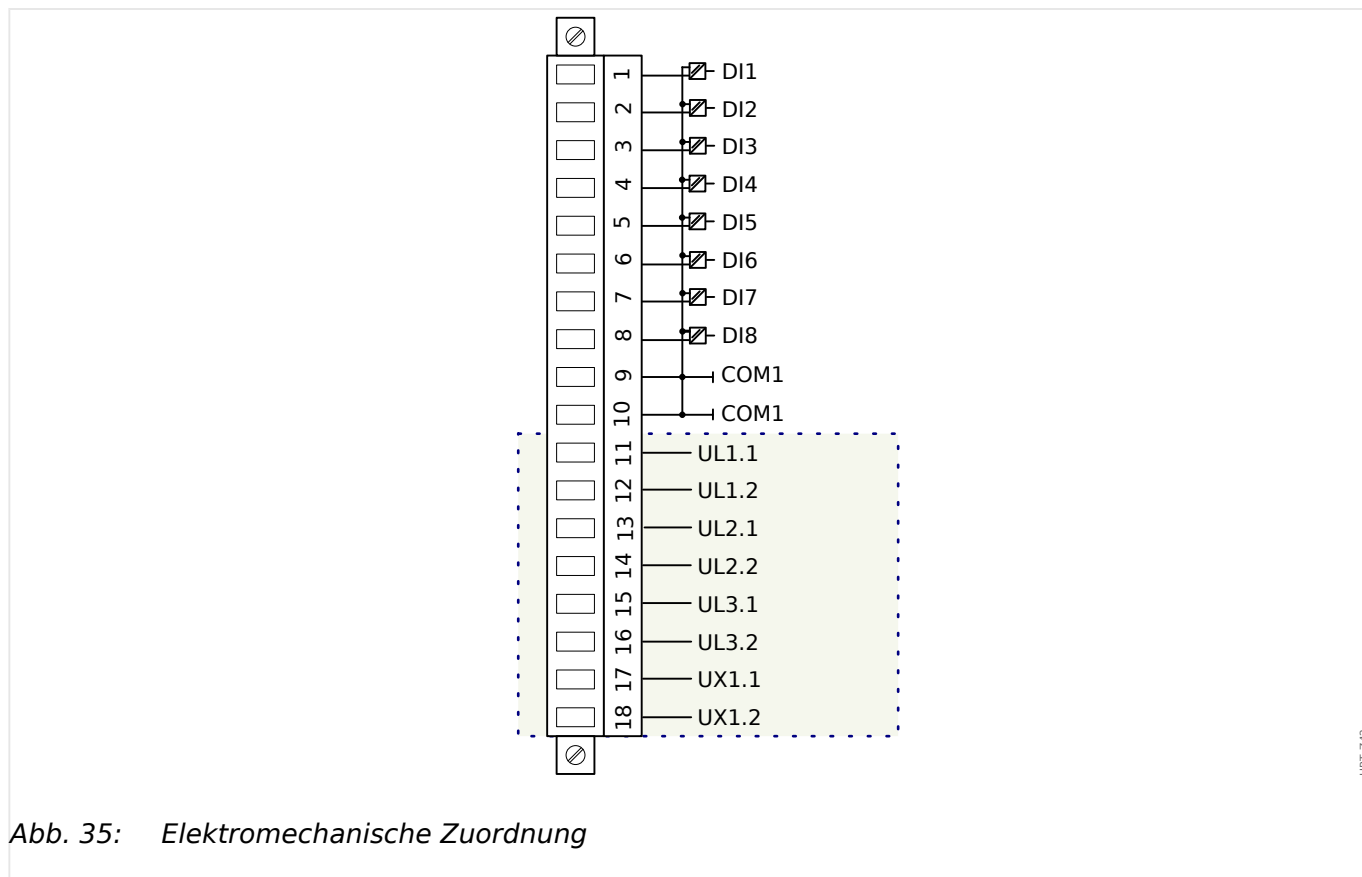 1 DI1
2 DI2
3 DI3
4 DI4
5 DI5
6 DI6
7 DI7
8 DI8
9 COM1
10 COM1
11 UL1.1
12 UL1.2
13 UL2.1
14 UL2.2
15 UL3.1
16 UL3.2
17 UX1.1
18 UX1.2
Abb. 35: Elektromechanische Zuordnung